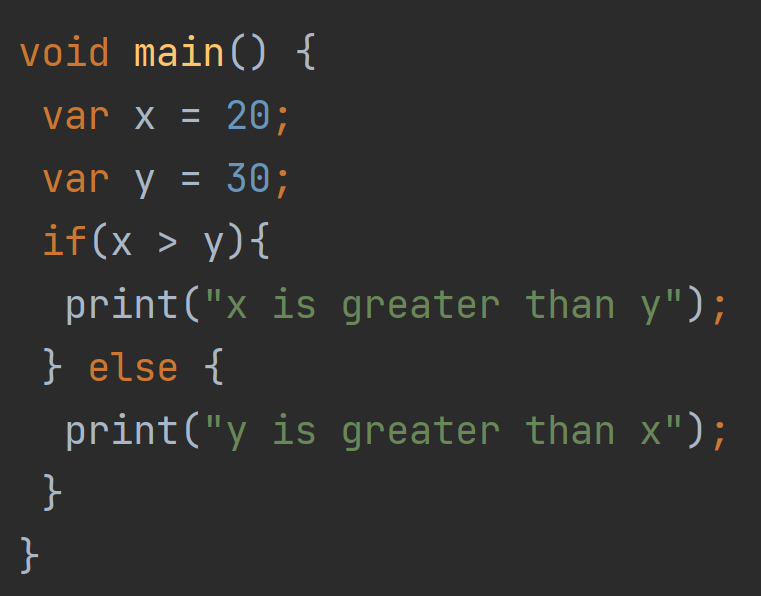 void main() {
 var x = 20;
 var y = 30;
 if(x > y){
  print("x is greater than y");
 } else {
  print("y is greater than x");
 }
}